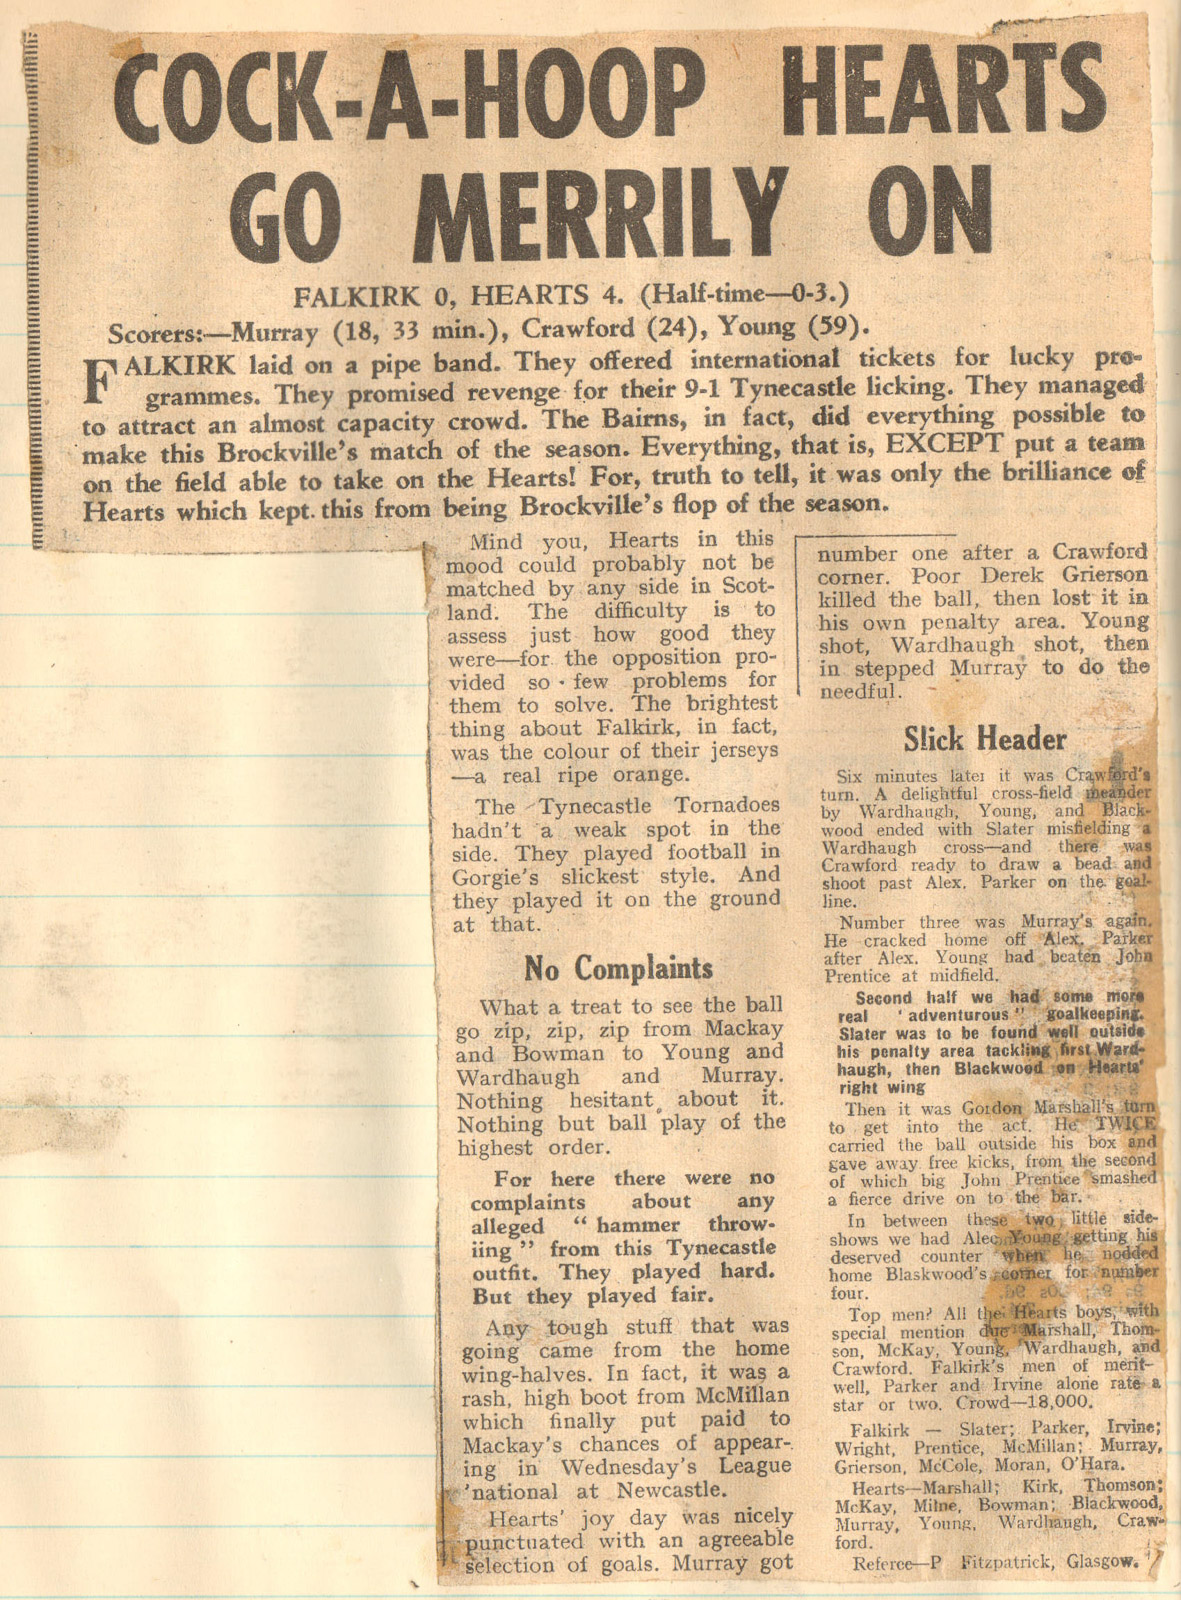 COCK-A-HOOP HEARTS
GO MERRILY ON
FALKIRK 0, HEARTS 4. (Half-time—0-3.)
Scorers:—Murray (18, 33 min.), Crawford (24), Young (59).
FALKIRK laid on a pipe band. They offered international tickets for lucky pro-
grammes. They promised revenge for their 9-1 Tynecastle licking. They managed
to attract an almost capacity crowd. The Bairns, in fact, did everything possible to
make this Brockville's match of the season. Everything, that is, EXCEPT put a team
on the field able to take on the Hearts! For, truth to tell, it was only the brilliance of
Hearts which kept this from being Brockville's flop of the season.
Mind you, Hearts in this
mood could probably not be
matched by any side in Scot-
land. The difficulty is to
assess just how good they
were—for the opposition pro-
vided so few problems for
them to solve. The brightest
thing about Falkirk, in fact,
was the colour of their jerseys
—a real ripe orange.
The Tynecastle Tornadoes
hadn't a weak spot in the
side. They played football in
Gorgie's slickest style. And
they played it on the ground
at that.
No Complaints
What a treat to see the ball
go zip, zip, zip from Mackay
and Bowman to Young and
Wardhaugh and Murray.
Nothing hesitant about it.
Nothing but ball play of the
highest order.
For here there were no
complaints about any
alleged "hammer throw-
iing" from this Tynecastle
outfit. They played hard.
But they played fair.
Any tough stuff that was
going came from the home
wing-halves. In fact, it was a
rash, high boot from McMillan
which finally put paid to
Mackay's chances of appear-
ing in Wednesday's League
'national at Newcastle.
Hearts' joy day was nicely
punctuated with an agreeable
selection of goals. Murray got
number one after a Crawford
corner. Poor Derek Grierson
killed the ball, then lost it in
his own penalty area. Young
shot, Wardhaugh shot, then
in stepped Murray to do the
needful.
Slick Header
Six minutes later it was Crawford's
turn. A delightful cross-field meander
by Wardhaugh, Young, and Black-
wood ended with Slater misfielding a
Wardhaugh cross—and there was
Crawford ready to draw a bead and
shoot past Alex. Parker on the goal-
line.
Number three was Murray's again.
He cracked home off Alex. Parker
after Alex. Young had beaten John
Prentice at midfield.
Second half we had some more
real 'adventurous" goalkeeping.
Slater was to be found well outside
his penalty area tackling first Ward-
haugh, then Blackwood on Hearts'
right wing
Then it was Gordon Marshall's turn
to get into the act. He TWICE
carried the ball outside his box and
gave away free kicks, from the second
of which big John Prentice smashed
a fierce drive on to the bar.
In between these two little side-
shows we had Alec Young getting his
deserved counter when he nodded
home Blaskwood's corner for number
four.
Top men? All the Hearts boys, with
special mention due Marshall, Thom-
son, McKay, Young, Wardhaugh, and
Crawford. Falkirk's men of merit—
well, Parker and Irvine alone rate a
star or two. Crowd—18,000.
Falkirk — Slater; Parker, Irvine;
Wright, Prentice, McMillan; Murray,
Grierson, McCole, Moran, O'Hara.
Hearts—Marshall; Kirk, Thomson;
McKay, Milne, Bowman; Blackwood,
Murray, Young, Wardhaugh, Craw-
ford.
Referee—P Fitzpatrick, Glasgow.